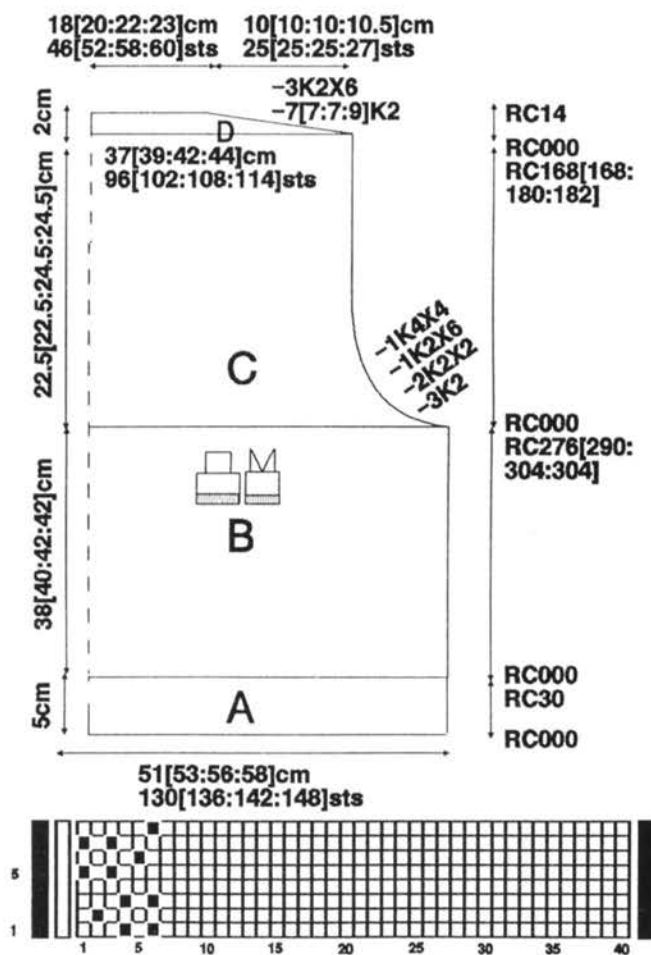 18[20:22:23]cm
46[52:58:60]sts
10[10:10:10.5]cm
25[25:25:27]sts
-3K2X6
-7[7:7:9]K2
2cm
D
RC14
RC000
RC168[168:
180:182]
37[39:42:44]cm
96[102:108:114]sts
22.5[22.5:24.5:24.5]cm
C
-1K4X4
-1K2X6
-2K2X2
-3K2
RC000
RC276[290:
304:304]
B
38[40:42:42]cm
RC000
RC30
5cm
A
RC000
51[53:56:58]cm
130[136:142:148]sts
5
1
1 5 10 15 20 25 30 35 40